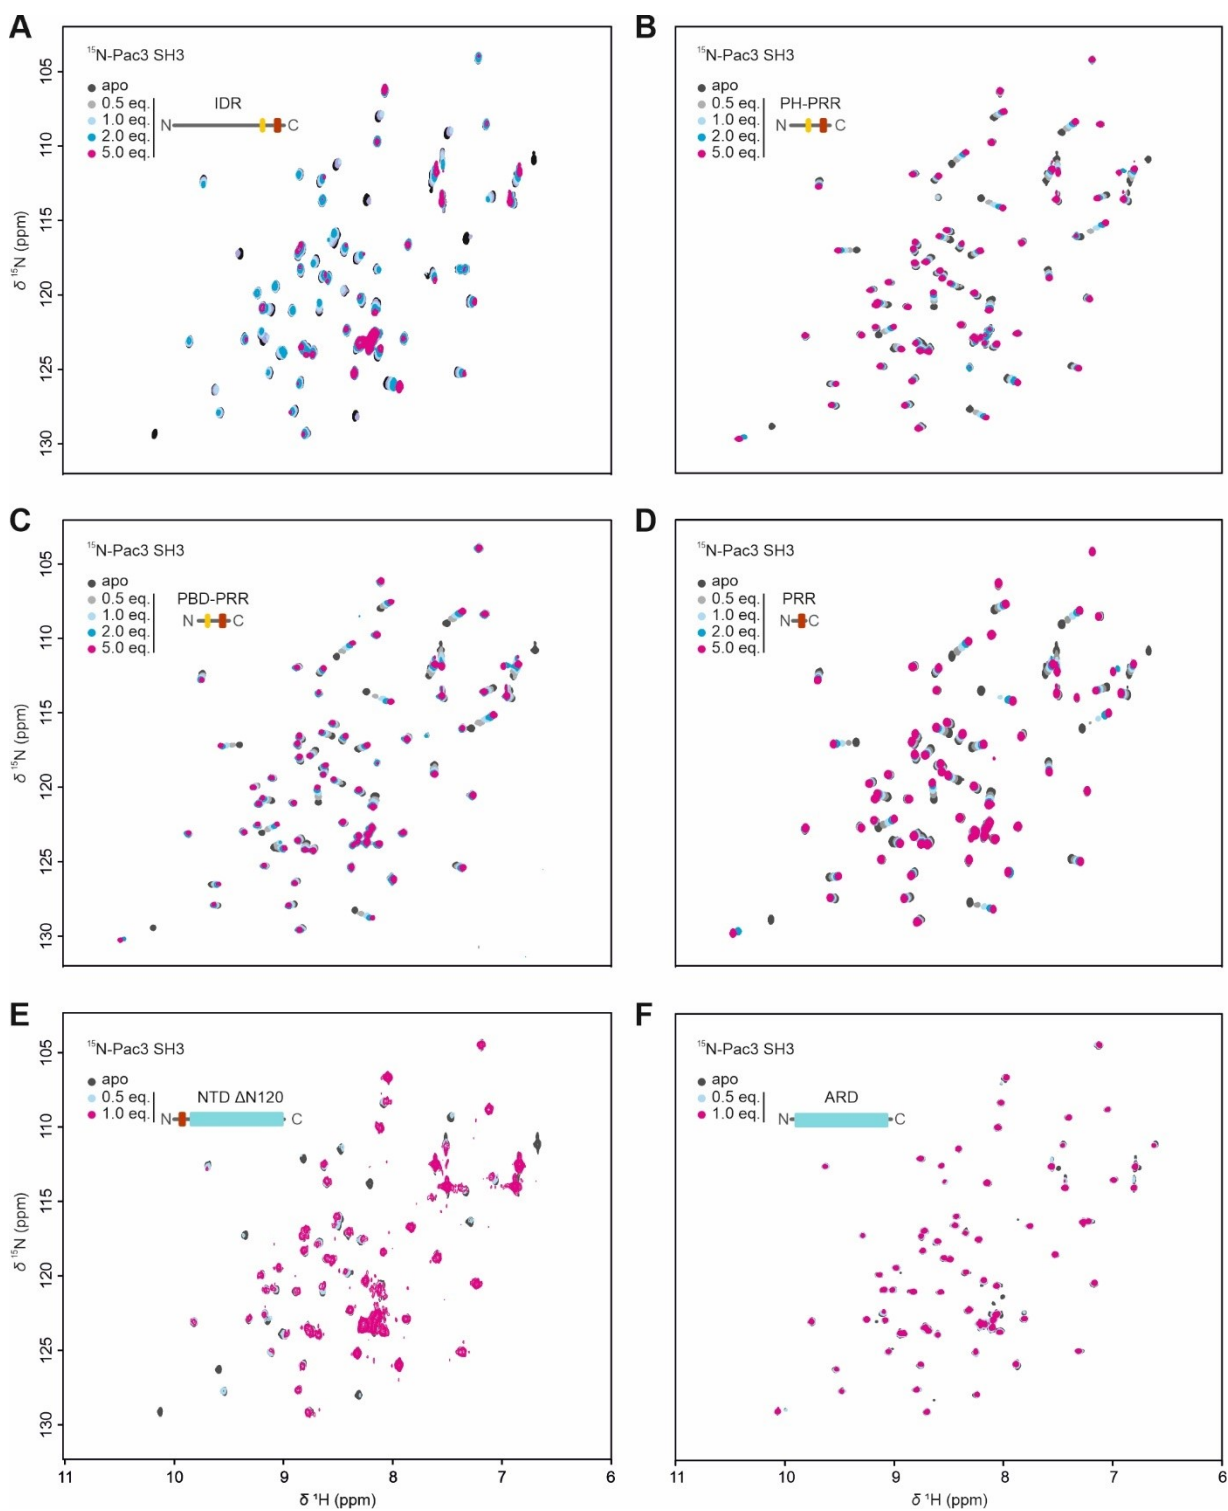 A
¹⁵N-Pac3 SH3
apo
0.5 eq.
1.0 eq.
2.0 eq.
5.0 eq.
IDR
N C
105
110
115
120
125
130
δ ¹⁵N (ppm)
11 10 9 8 7 6
B
¹⁵N-Pac3 SH3
apo
0.5 eq.
1.0 eq.
2.0 eq.
5.0 eq.
PH-PRR
N C
C
¹⁵N-Pac3 SH3
apo
0.5 eq.
1.0 eq.
2.0 eq.
5.0 eq.
PBD-PRR
N C
105
110
115
120
125
130
δ ¹⁵N (ppm)
D
¹⁵N-Pac3 SH3
apo
0.5 eq.
1.0 eq.
2.0 eq.
5.0 eq.
PRR
N C
E
¹⁵N-Pac3 SH3
apo
0.5 eq.
1.0 eq.
NTD ΔN120
N C
105
110
115
120
125
130
δ ¹⁵N (ppm)
11 10 9 8 7 6
δ ¹H (ppm)
F
¹⁵N-Pac3 SH3
apo
0.5 eq.
1.0 eq.
ARD
N C
11 10 9 8 7 6
δ ¹H (ppm)